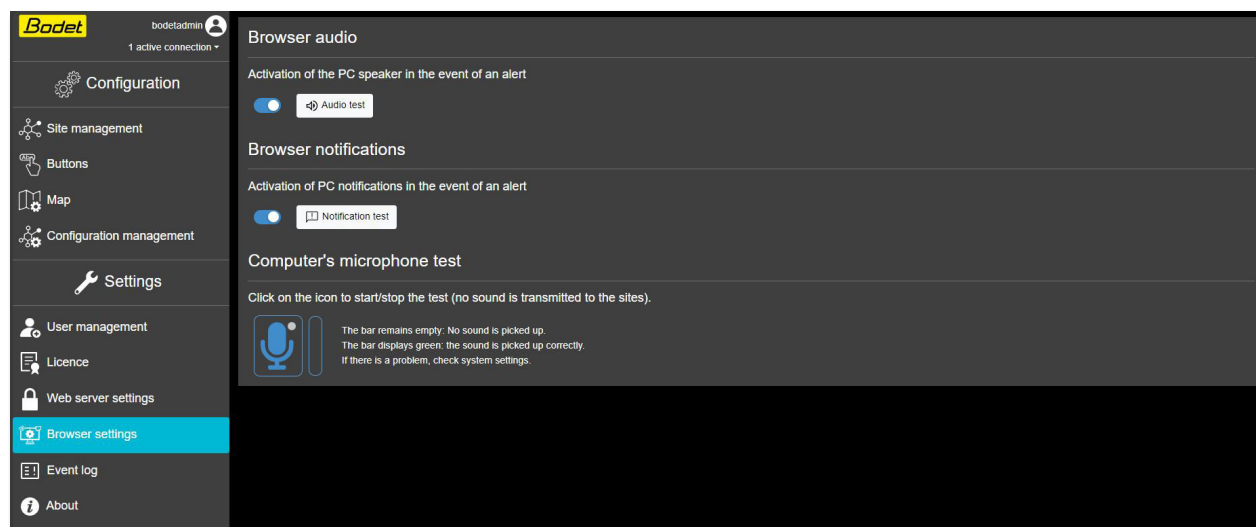 Bodet
bodetadmin
1 active connection
Configuration
Site management
Buttons
Map
Configuration management
Settings
User management
Licence
Web server settings
Browser settings
Event log
About
Browser audio
Activation of the PC speaker in the event of an alert
Audio test
Browser notifications
Activation of PC notifications in the event of an alert
Notification test
Computer's microphone test
Click on the icon to start/stop the test (no sound is transmitted to the sites).
The bar remains empty: No sound is picked up.
The bar displays green: the sound is picked up correctly.
If there is a problem, check system settings.